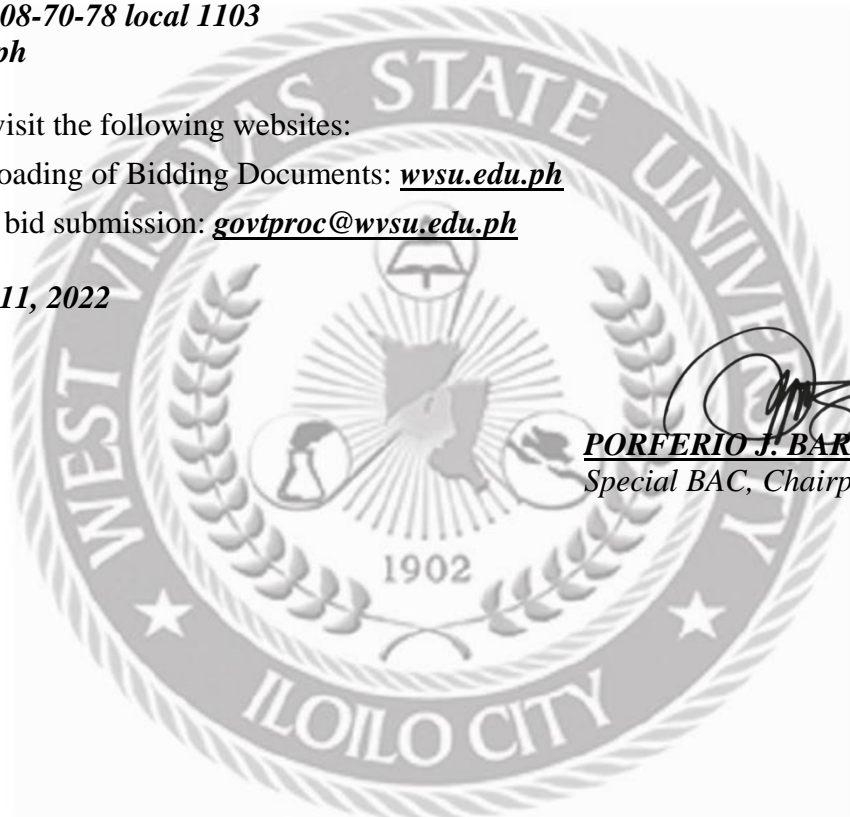 08-70-78 local 1103
ph
visit the following websites:
oading of Bidding Documents: wvsu.edu.ph
bid submission: govtproc@wvsu.edu.ph
11, 2022
PORFERIO J. BAR
Special BAC, Chairp
WEST VISAYAS STATE UNIVERSITY
1902
ILOILO CITY